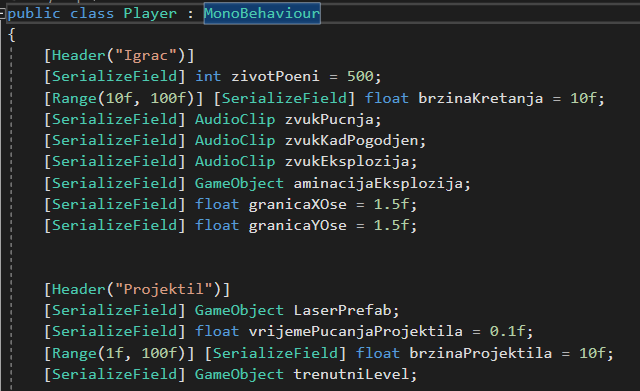 public class Player : MonoBehaviour
{
[Header("Igrac")]
[SerializeField] int zivotPoeni = 500;
[Range(10f, 100f)] [SerializeField] float brzinaKretanja = 10f;
[SerializeField] AudioClip zvukPucnja;
[SerializeField] AudioClip zvukKadPogodjen;
[SerializeField] AudioClip zvukEksplozija;
[SerializeField] GameObject aminacijaEksplozija;
[SerializeField] float granicaXOse = 1.5f;
[SerializeField] float granicaYOse = 1.5f;
[Header("Projektil")]
[SerializeField] GameObject LaserPrefab;
[SerializeField] float vrijemePucanjaProjektila = 0.1f;
[Range(1f, 100f)] [SerializeField] float brzinaProjektila = 10f;
[SerializeField] GameObject trenutniLevel;